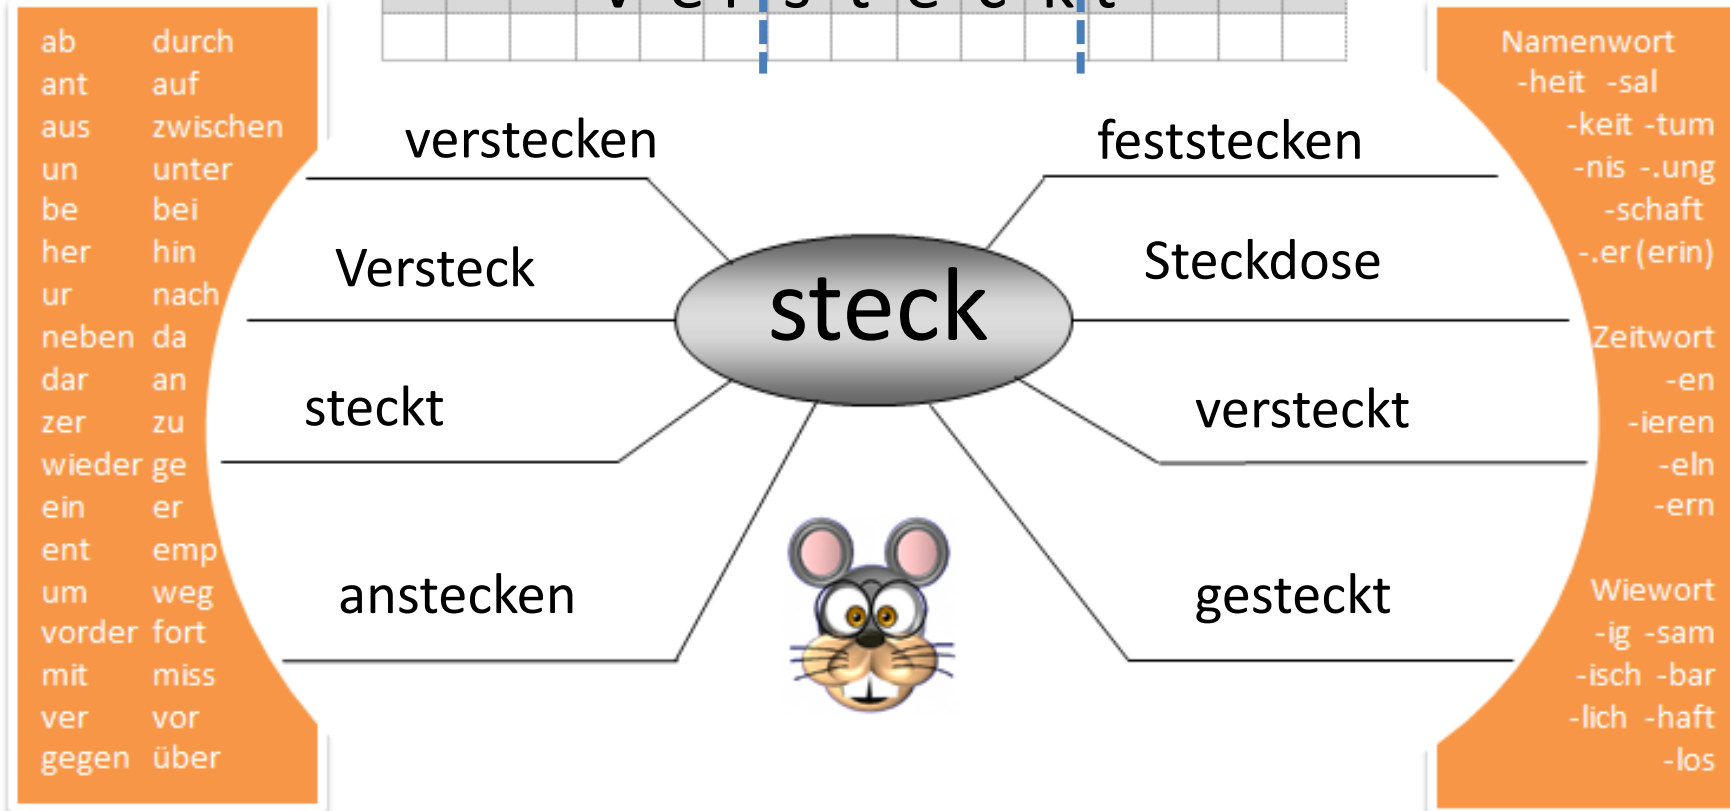 v e r s t e c k t
ab durch
ant auf
aus zwischen
un unter
be bei
her hin
ur nach
neben da
dar an
zer zu
wieder ge
ein er
ent emp
um weg
vorder fort
mit miss
ver vor
gegen über
verstecken
Versteck
steckt
anstecken
steck
feststecken
Steckdose
versteckt
gesteckt
Namenwort
-heit -sal
-keit -tum
-nis -.ung
-schaft
-.er (erin)
Zeitwort
-en
-ieren
-eln
-ern
Wiewort
-ig -sam
-isch -bar
-lich -haft
-los